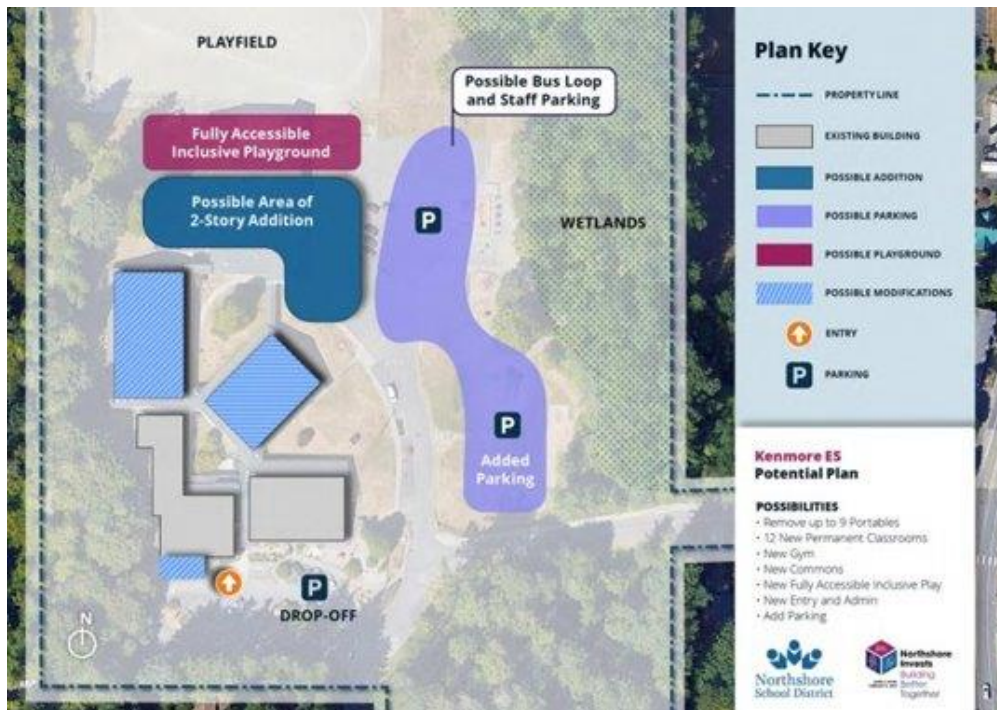 PLAYFIELD
Possible Bus Loop
and Staff Parking
Fully Accessible
Inclusive Playground
Possible Area of
2-Story Addition
P
WETLANDS
P
Added
Parking
P
DROP-OFF
N
Plan Key
PROPERTY LINE
EXISTING BUILDING
POSSIBLE ADDITION
POSSIBLE PARKING
POSSIBLE PLAYGROUND
POSSIBLE MODIFICATIONS
ENTRY
P PARKING
Kenmore ES
Potential Plan
POSSIBILITIES
• Remove up to 9 Portables
• 12 New Permanent Classrooms
• New Gym
• New Commons
• New Fully Accessible Inclusive Play
• New Entry and Admin
• Add Parking
Northshore
School District
Northshore
Invests
Building
Better
Together